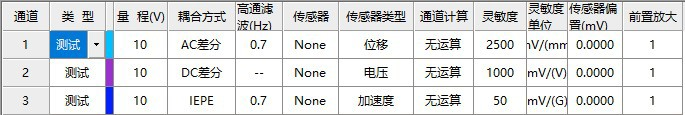 通道 类 型 量 程(V) 耦合方式 高通滤波(Hz) 传感器 传感器类型 通道计算 灵敏度 灵敏度单位 传感器偏置(mV) 前置放大
1 测试 10 AC差分 0.7 None 位移 无运算 2500 mV/(mm 0.0000 1
2 测试 10 DC差分 -- None 电压 无运算 1000 mV/(V) 0.0000 1
3 测试 10 IEPE 0.7 None 加速度 无运算 50 mV/(G) 0.0000 1